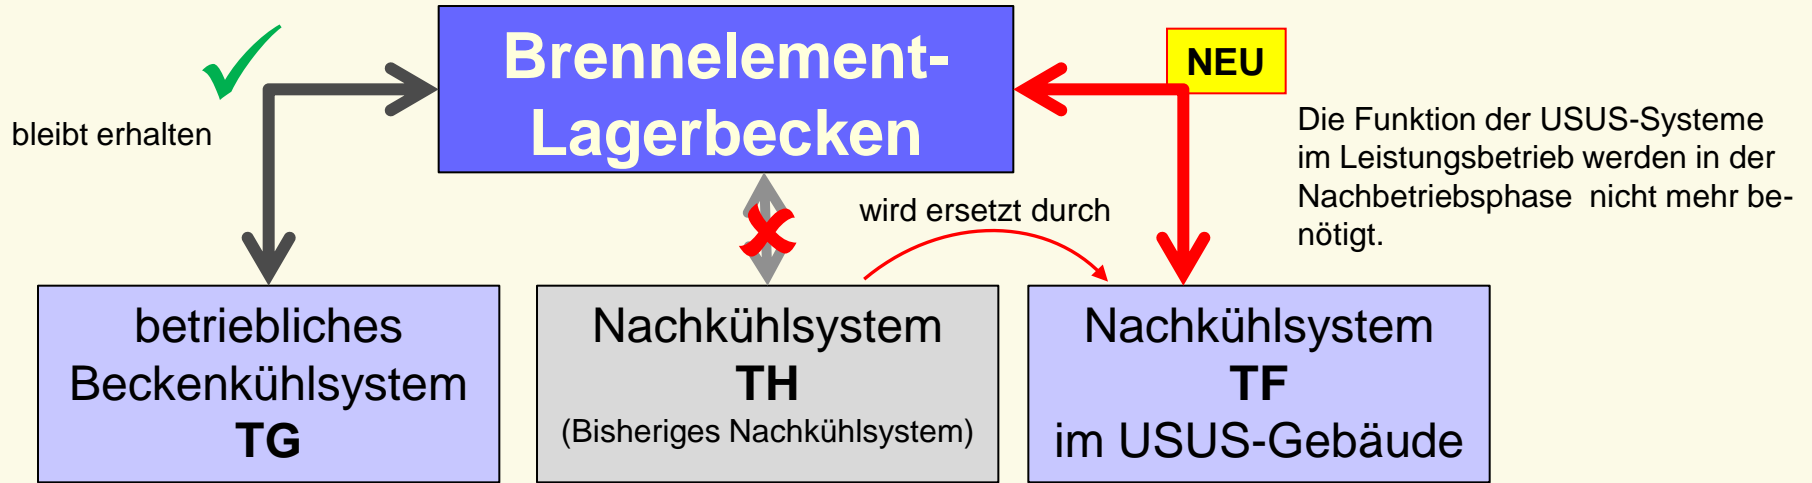 Brennelement-
Lagerbecken
NEU
bleibt erhalten
Die Funktion der USUS-Systeme
im Leistungsbetrieb werden in der
Nachbetriebsphase  nicht mehr be-
nötigt.
wird ersetzt durch
betriebliches
Beckenkühlsystem
TG
Nachkühlsystem
TH
(Bisheriges Nachkühlsystem)
Nachkühlsystem
TF
im USUS-Gebäude